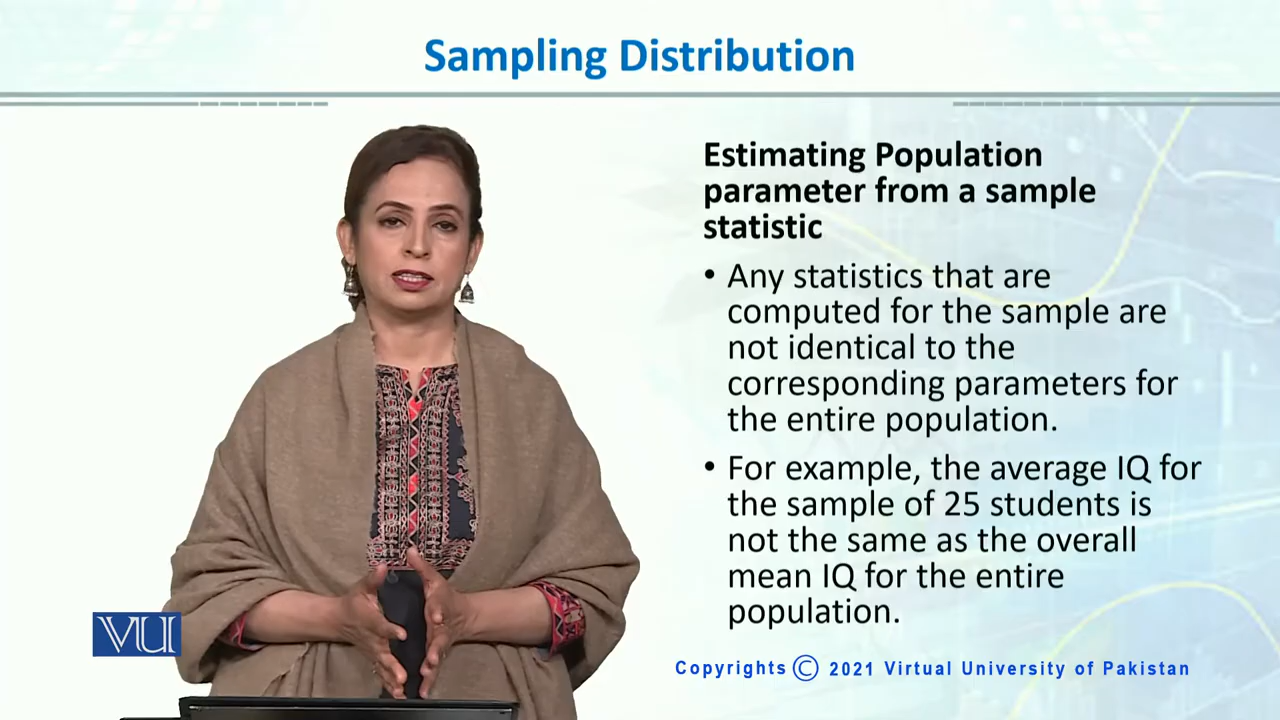 Sampling Distribution
Estimating Population
parameter from a sample
statistic
• Any statistics that are
computed for the sample are
not identical to the
corresponding parameters for
the entire population.
• For example, the average IQ for
the sample of 25 students is
not the same as the overall
mean IQ for the entire
population.
VU
Copyrights © 2021 Virtual University of Pakistan